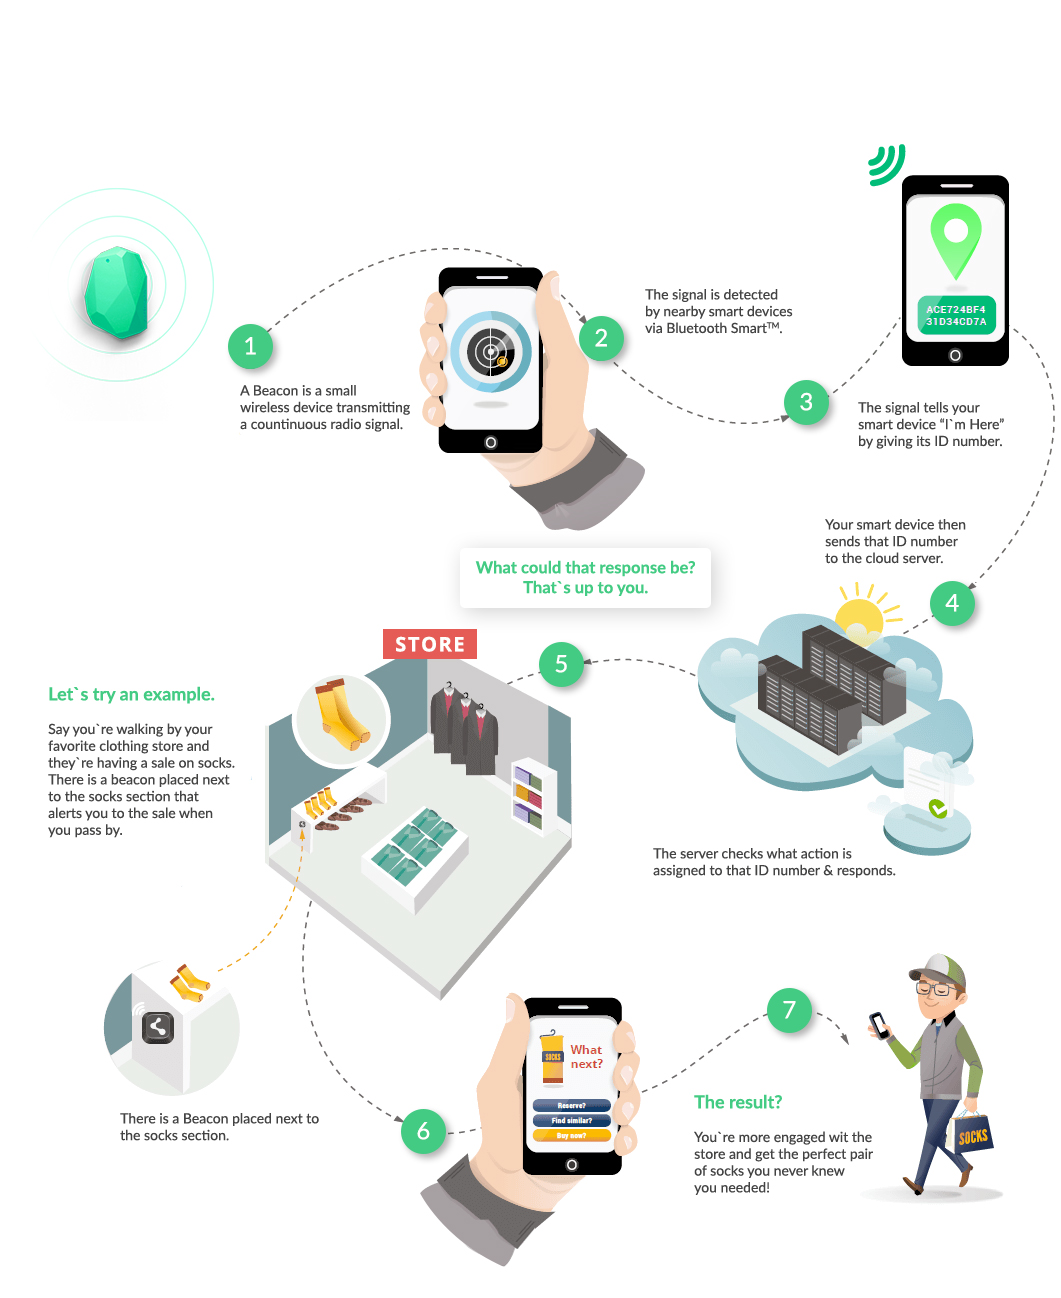 1
A Beacon is a small
wireless device transmitting
a countinuous radio signal.
2
The signal is detected
by nearby smart devices
via Bluetooth Smart™.
ACE724BF4
31D34CD7A
3
The signal tells your
smart device “I`m Here”
by giving its ID number.
Your smart device then
sends that ID number
to the cloud server.
4
The server checks what action is
assigned to that ID number & responds.
What could that response be?
That`s up to you.
5
STORE
Let`s try an example.
Say you`re walking by your
favorite clothing store and
they`re having a sale on socks.
There is a beacon placed next
to the socks section that
alerts you to the sale when
you pass by.
There is a Beacon placed next to
the socks section.
6
SOCKS
What
next?
Reserve?
Find similar?
Buy now?
7
The result?
You`re more engaged wit the
store and get the perfect pair
of socks you never knew
you needed!
SOCKS